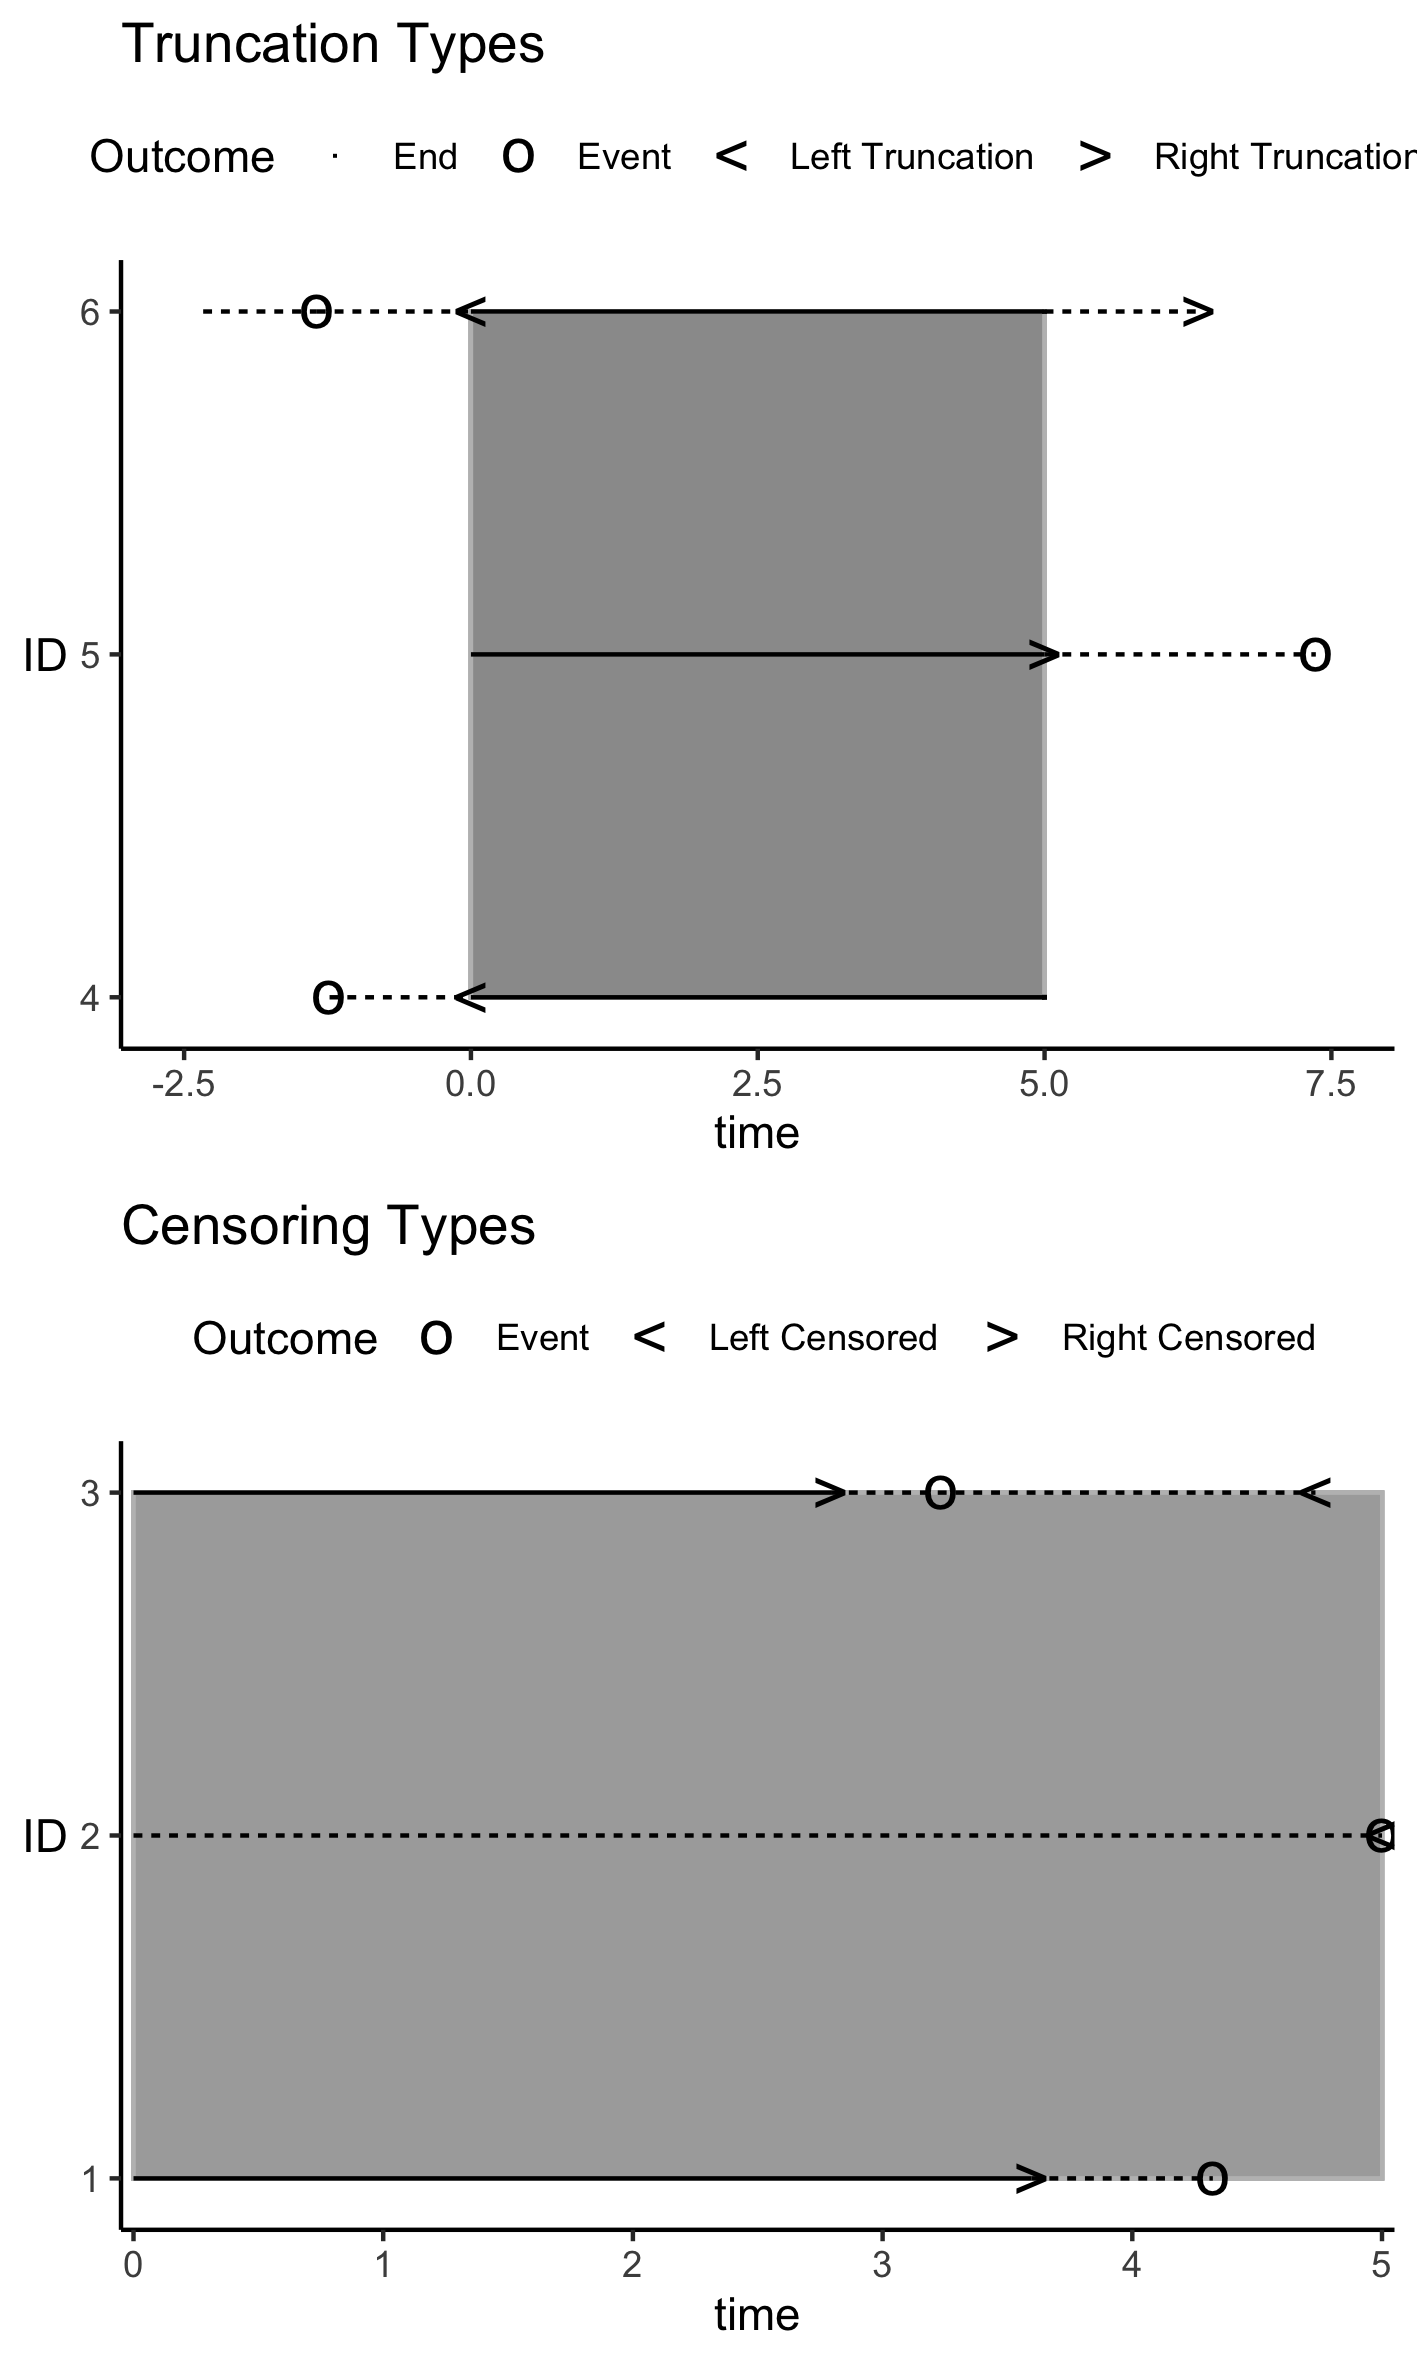 Truncation Types
Outcome · End O Event < Left Truncation > Right Truncation
6
ID 5
4
-2.5 0.0 2.5 5.0 7.5
time
Censoring Types
Outcome O Event < Left Censored > Right Censored
3
ID 2
1
0 1 2 3 4 5
time